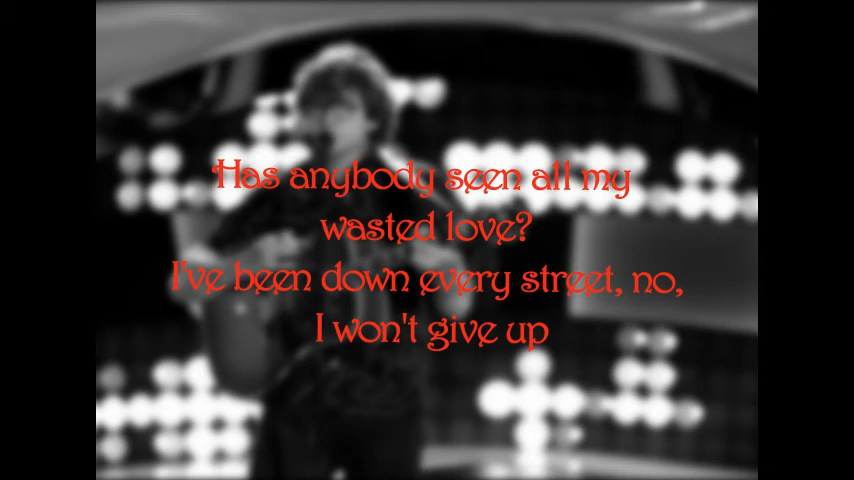 Has anybody seen all my
wasted love?
I've been down every street, no,
I won't give up